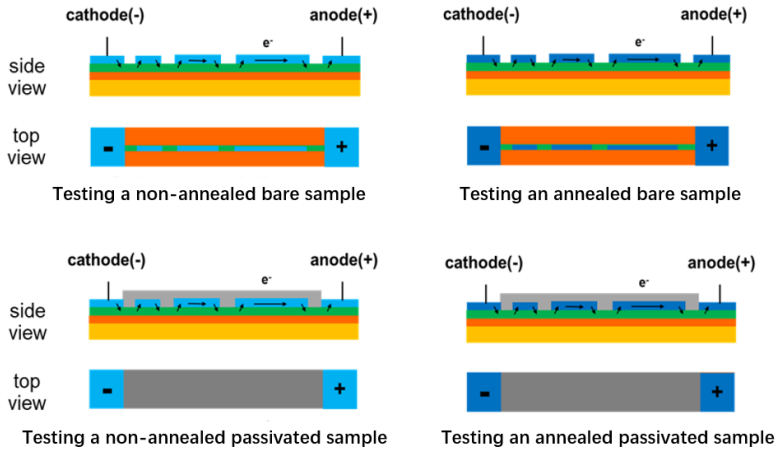 cathode(-) anode(+) cathode(-) anode(+)
e- e-
side
view
top
view
- + - +
Testing a non-annealed bare sample Testing an annealed bare sample
cathode(-) anode(+) cathode(-) anode(+)
e- e-
side
view
top
view
- + - +
Testing a non-annealed passivated sample Testing an annealed passivated sample